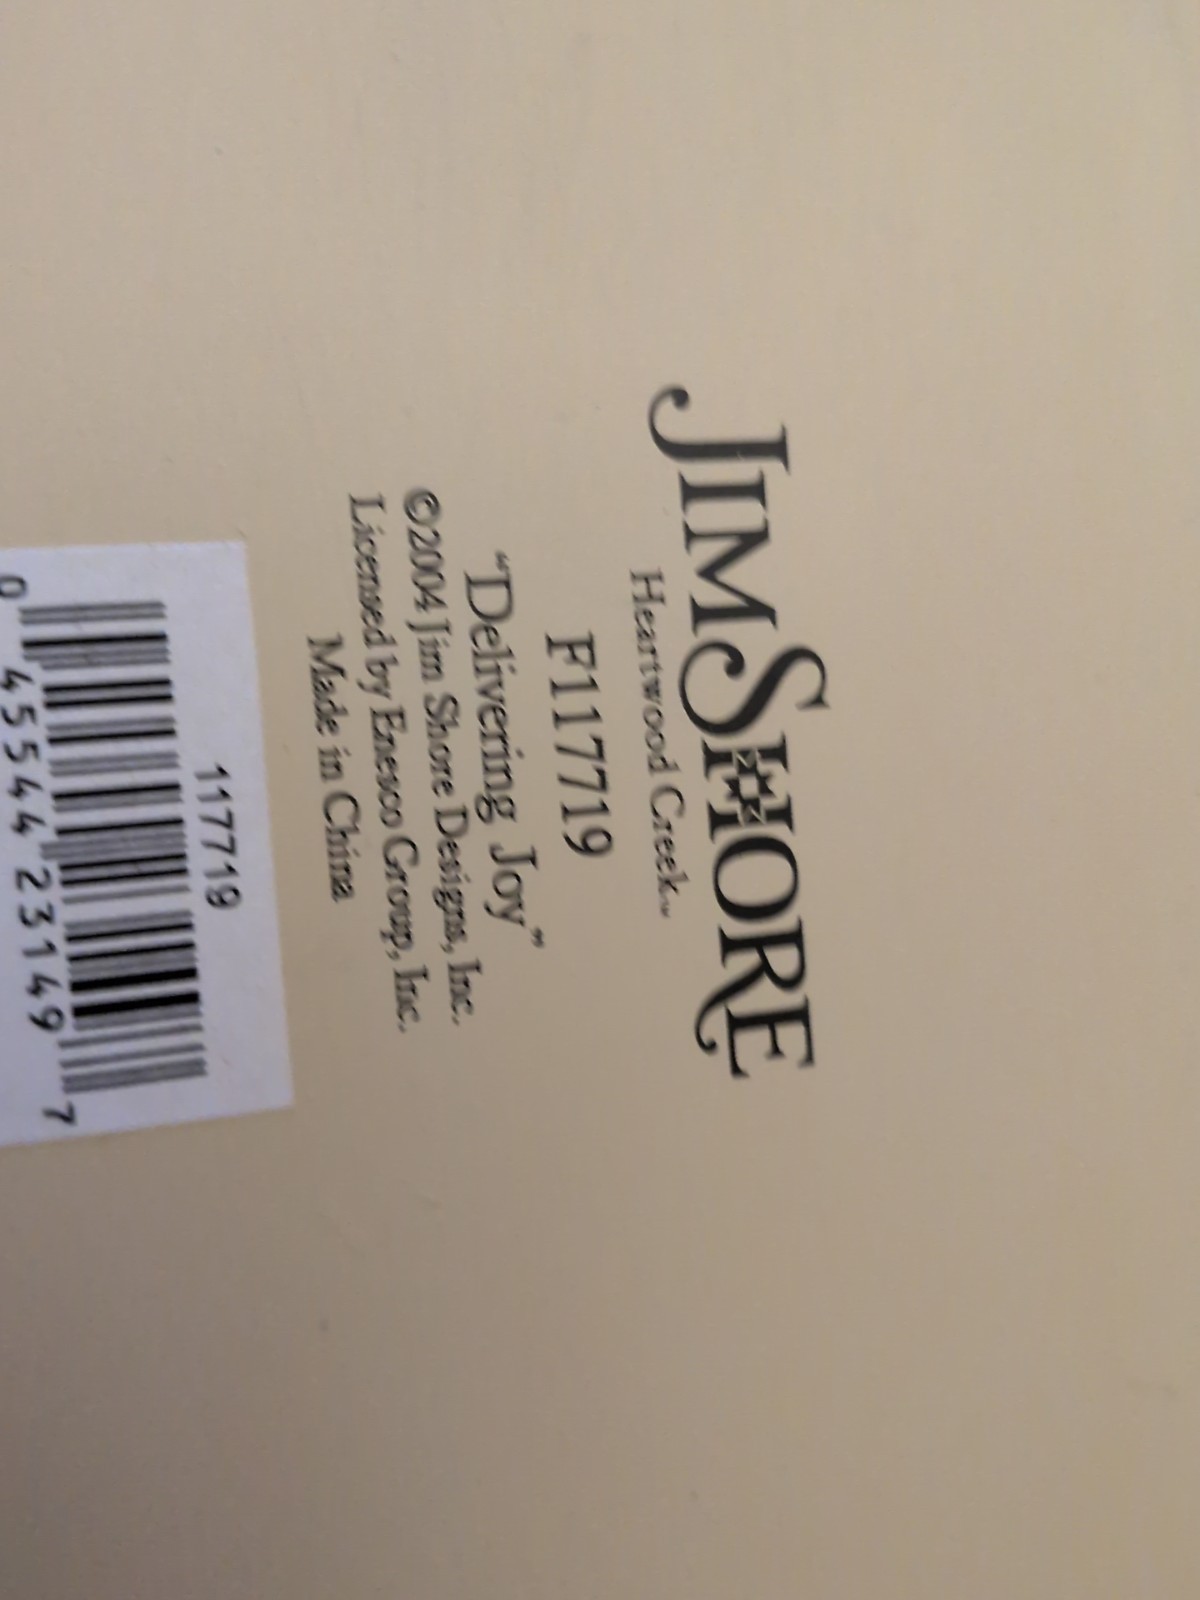 JIM SHORE
Heartwood Creek™
F117719
“Delivering Joy”
©2004 Jim Shore Designs, Inc.
Licensed by Enesco Group, Inc.
Made in China
117719
0 45544 23149 7